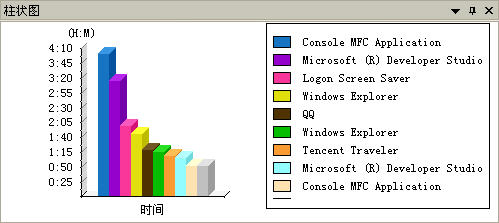 柱状图
(H:M)
4:10
3:45
3:20
2:55
2:30
2:05
1:40
1:15
0:50
0:25
时间
Console MFC Application
Microsoft (R) Developer Studio
Logon Screen Saver
Windows Explorer
QQ
Windows Explorer
Tencent Traveler
Microsoft (R) Developer Studio
Console MFC Application